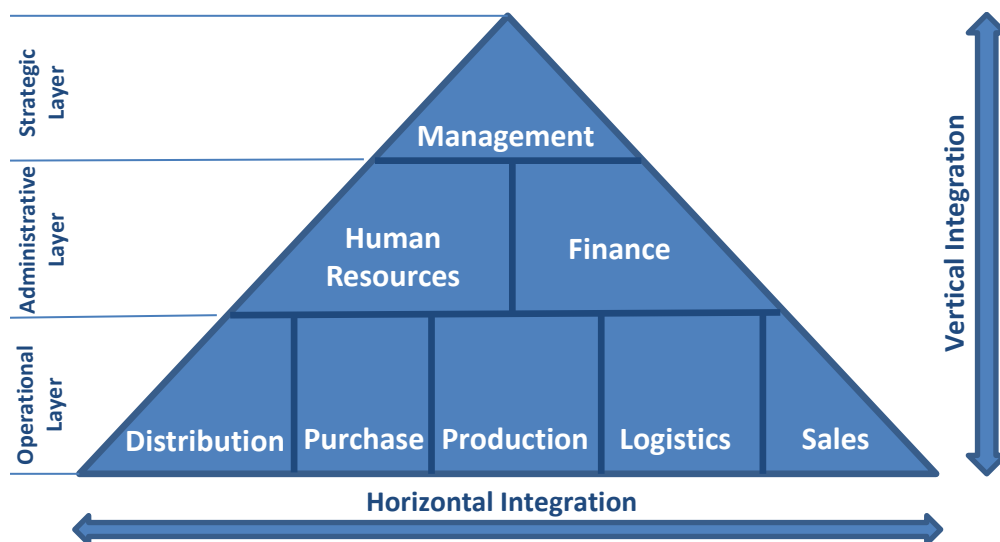 Strategic
Layer
Management
Administrative
Layer
Human
Resources
Finance
Vertical Integration
Operational
Layer
Distribution
Purchase
Production
Logistics
Sales
Horizontal Integration